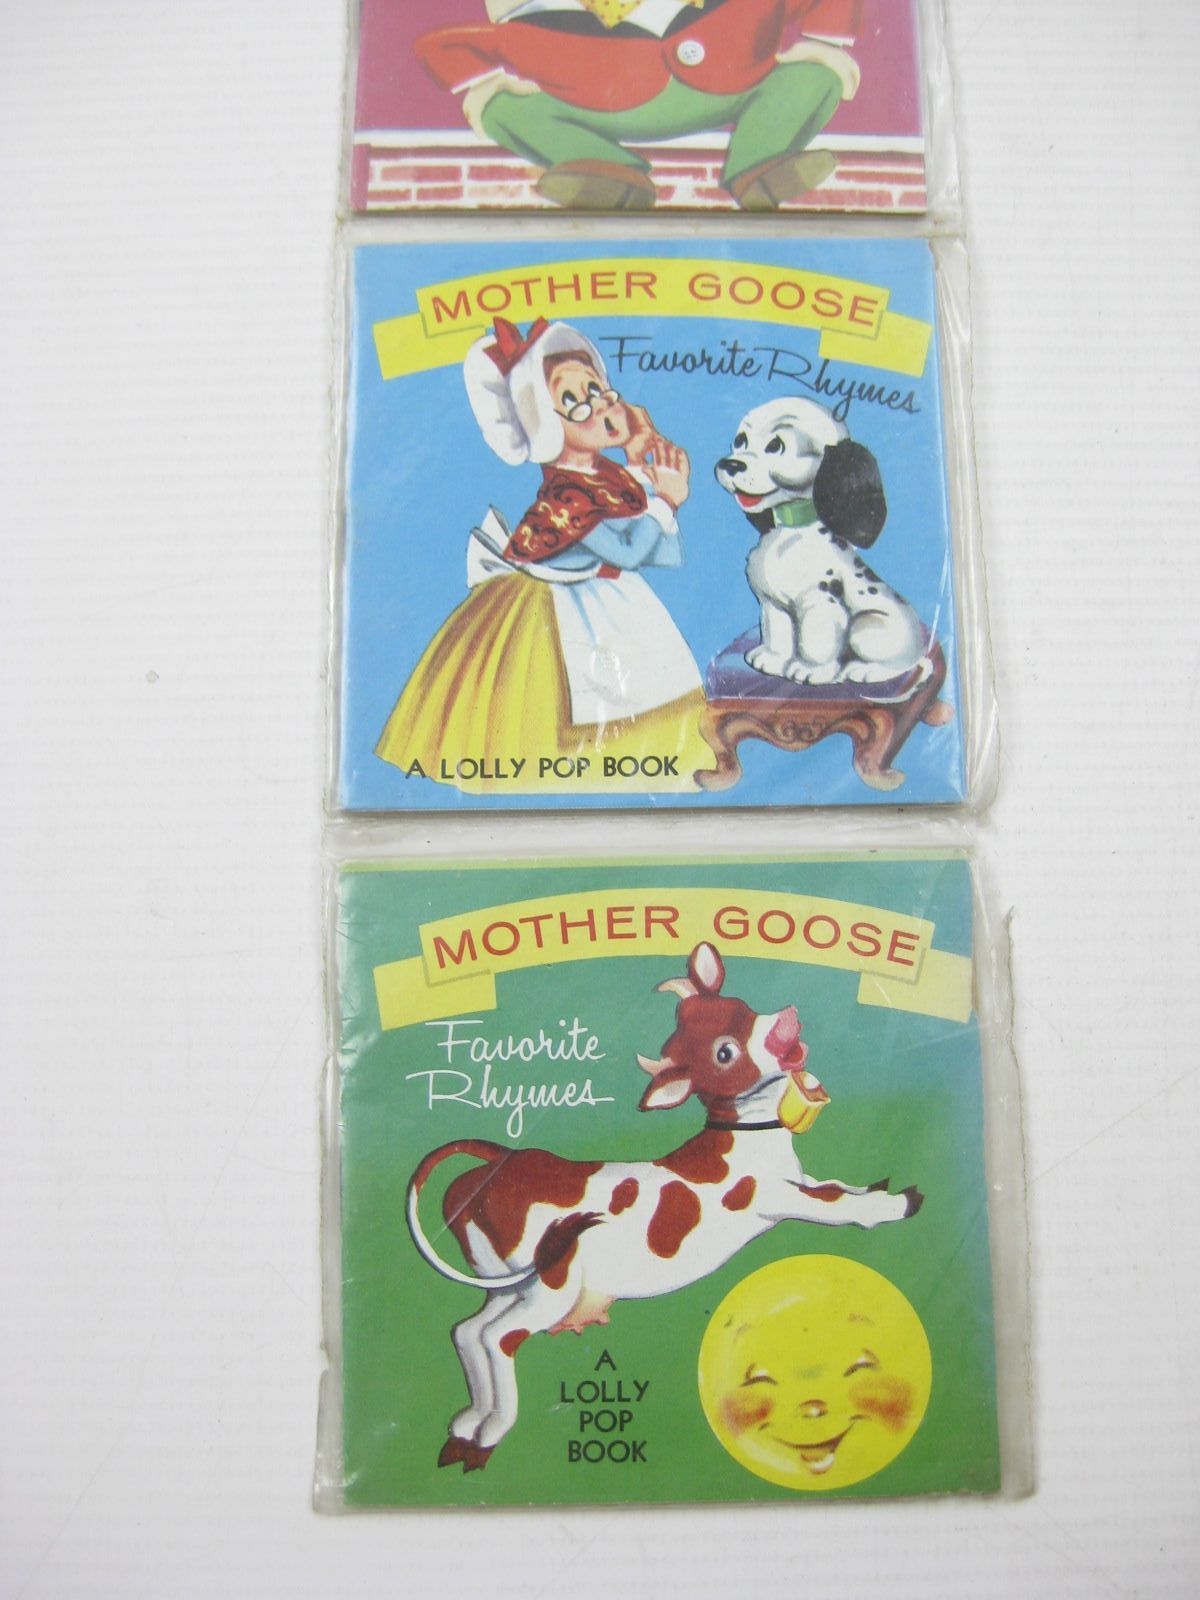 MOTHER GOOSE
Favorite Rhymes
A LOLLY POP BOOK
MOTHER GOOSE
Favorite
Rhymes
A
LOLLY
POP
BOOK